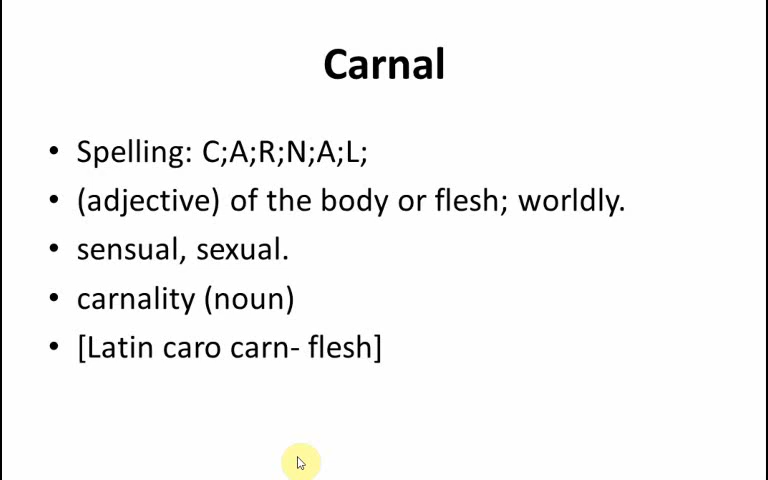 Carnal
• Spelling: C;A;R;N;A;L;
• (adjective) of the body or flesh; worldly.
• sensual, sexual.
• carnality (noun)
• [Latin caro carn- flesh]